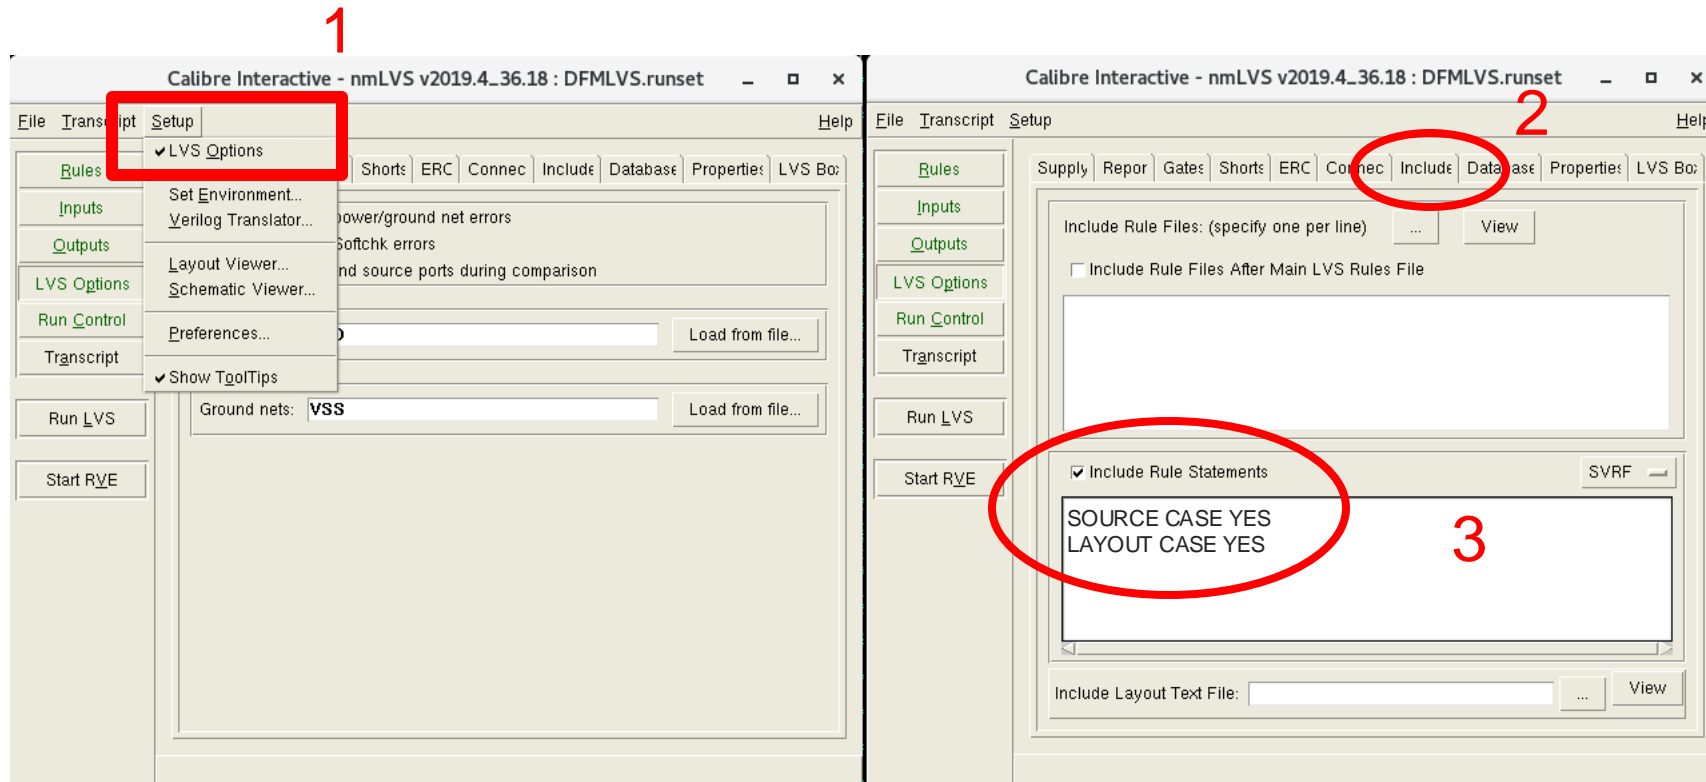 1
Calibre Interactive - nmLVS v2019.4_36.18 : DFMLVS.runset
File Transcript Setup Help
LVS Options
Set Environment...
Verilog Translator...
Layout Viewer...
Schematic Viewer...
Preferences...
Show ToolTips
Rules
Inputs
Outputs
LVS Options
Run Control
Transcript
Run LVS
Start RVE
Shorts ERC Connec Include Database Properties LVS Box
power/ground net errors
Softchk errors
nd source ports during comparison
Load from file...
Ground nets: VSS Load from file...
Calibre Interactive - nmLVS v2019.4_36.18 : DFMLVS.runset
2
File Transcript Setup Help
Rules
Inputs
Outputs
LVS Options
Run Control
Transcript
Run LVS
Start RVE
Supply Repor Gates Shorts ERC Connec Include Database Properties LVS Box
Include Rule Files: (specify one per line) ... View
Include Rule Files After Main LVS Rules File
Include Rule Statements SVRF
SOURCE CASE YES
LAYOUT CASE YES
3
Include Layout Text File: ... View